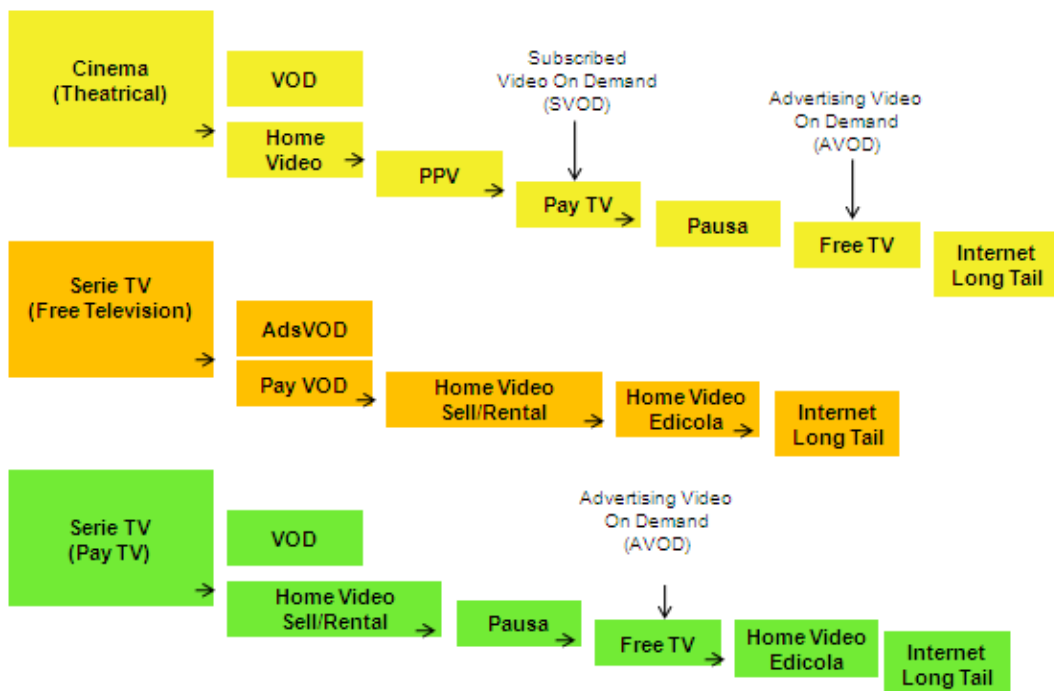 Cinema
(Theatrical)
VOD
Home
Video
PPV
Subscribed
Video On Demand
(SVOD)
Pay TV
Pausa
Advertising Video
On Demand
(AVOD)
Free TV
Internet
Long Tail
Serie TV
(Free Television)
AdsVOD
Pay VOD
Home Video
Sell/Rental
Home Video
Edicola
Internet
Long Tail
Serie TV
(Pay TV)
VOD
Home Video
Sell/Rental
Pausa
Advertising Video
On Demand
(AVOD)
Free TV
Home Video
Edicola
Internet
Long Tail